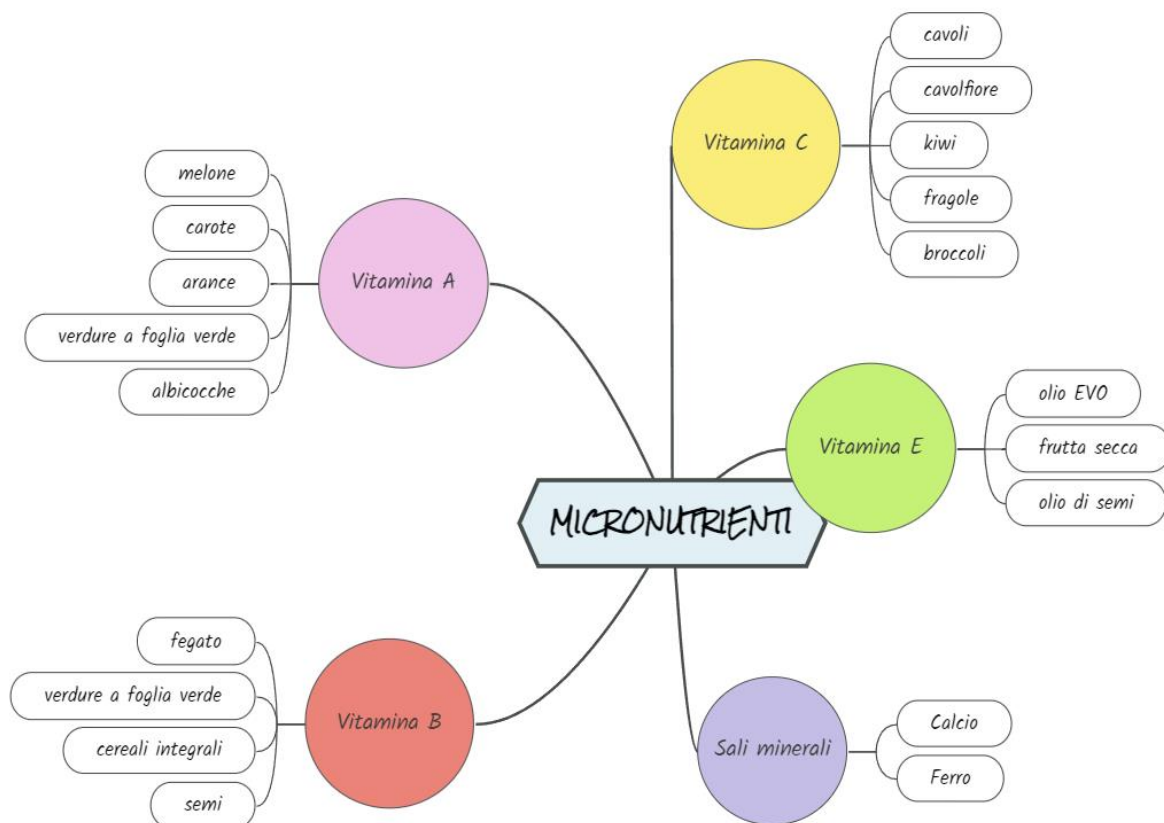 MICRONUTRIENTI
Vitamina A
melone
carote
arance
verdure a foglia verde
albicocche
Vitamina C
cavoli
cavolfiore
kiwi
fragole
broccoli
Vitamina E
olio EVO
frutta secca
olio di semi
Vitamina B
fegato
verdure a foglia verde
cereali integrali
semi
Sali minerali
Calcio
Ferro